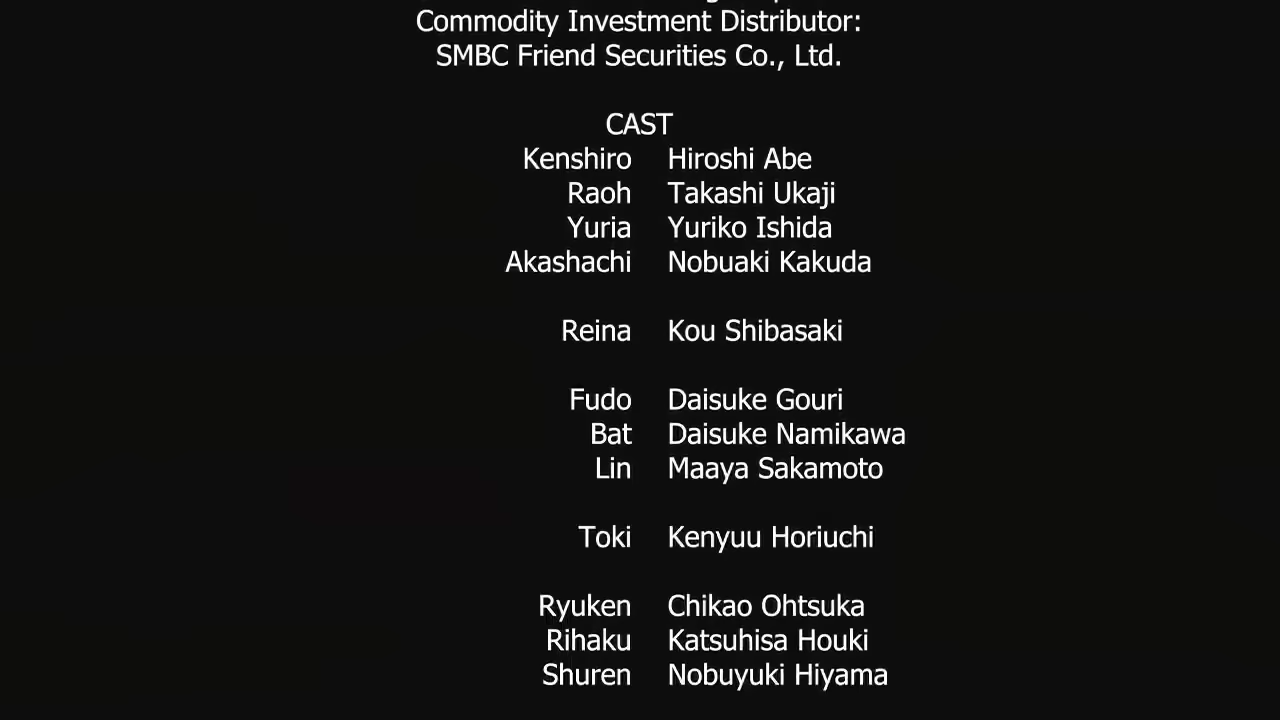 Commodity Investment Distributor:
SMBC Friend Securities Co., Ltd.
CAST
Kenshiro Hiroshi Abe
Raoh Takashi Ukaji
Yuria Yuriko Ishida
Akashachi Nobuaki Kakuda
Reina Kou Shibasaki
Fudo Daisuke Gouri
Bat Daisuke Namikawa
Lin Maaya Sakamoto
Toki Kenyuu Horiuchi
Ryuken Chikao Ohtsuka
Rihaku Katsuhisa Houki
Shuren Nobuyuki Hiyama